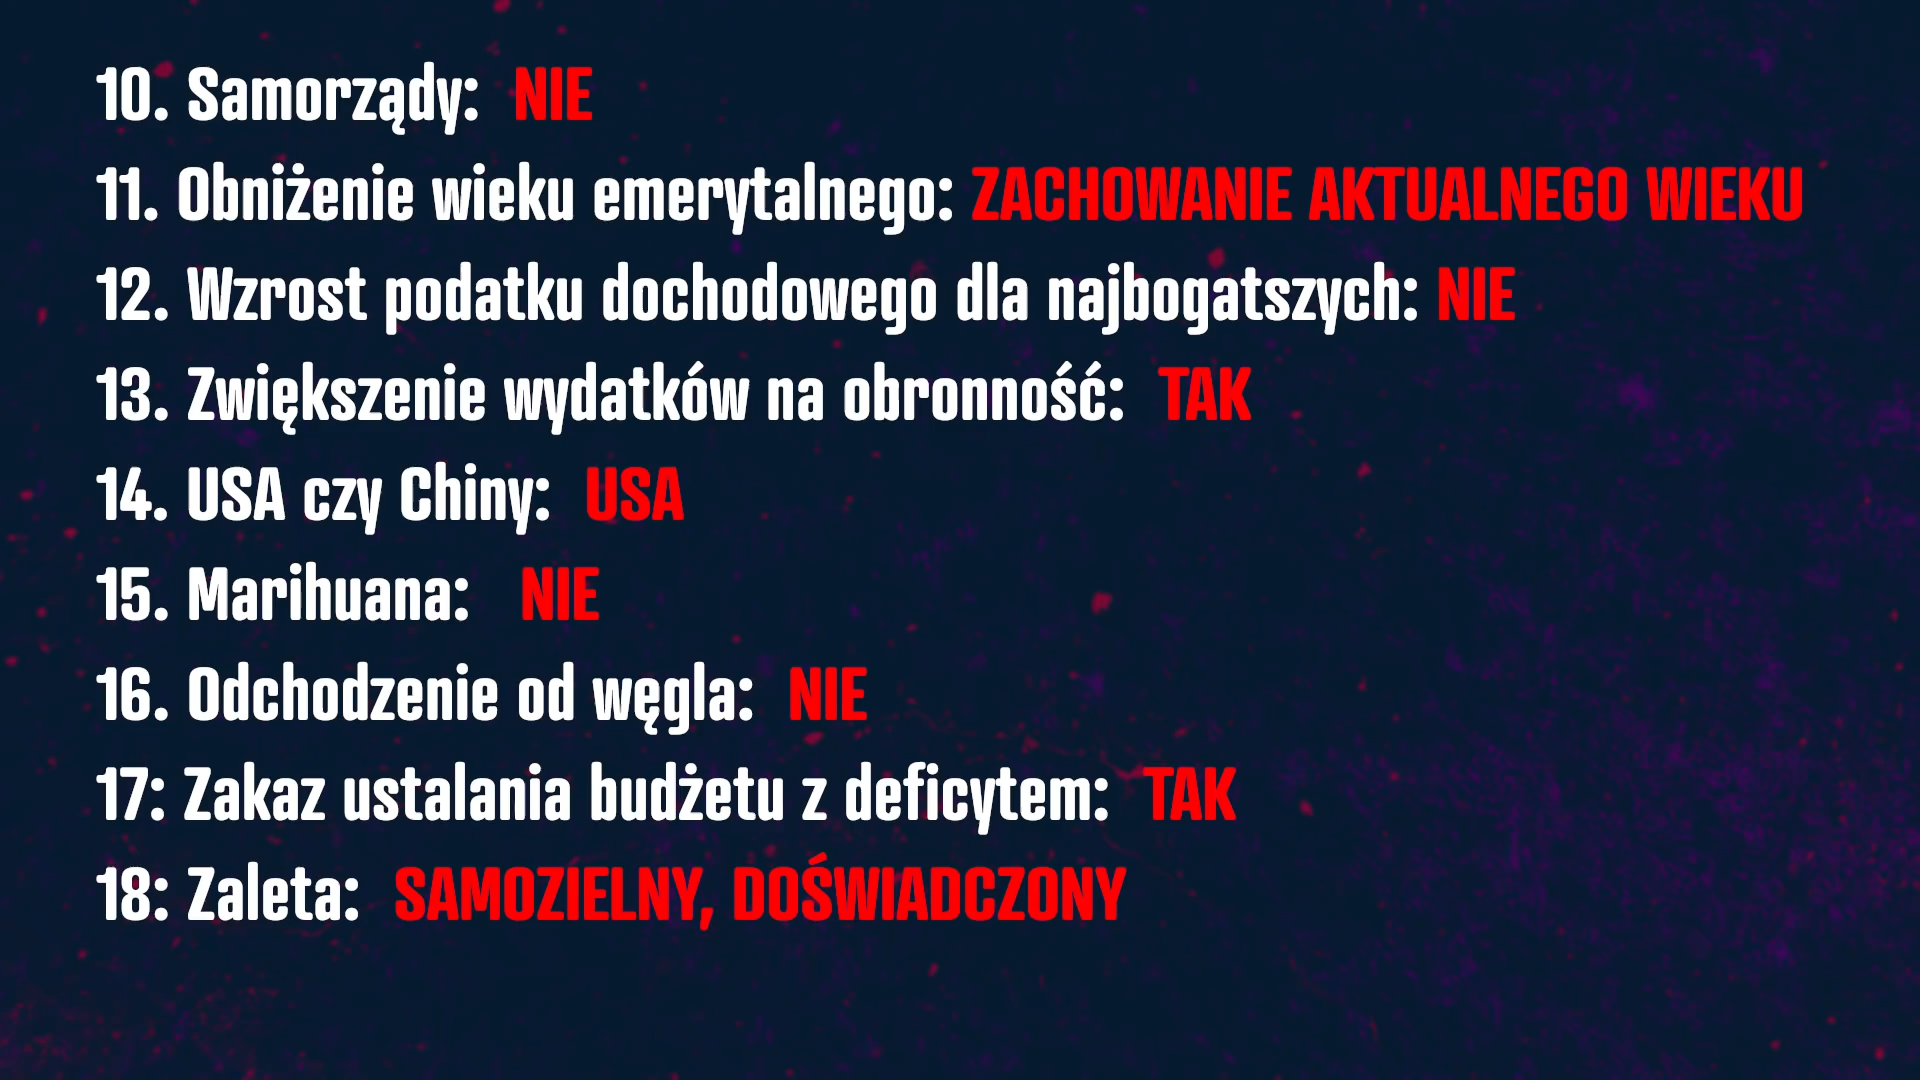 10. Samorządy: NIE
11. Obniżenie wieku emerytalnego: ZACHOWANIE AKTUALNEGO WIEKU
12. Wzrost podatku dochodowego dla najbogatszych: NIE
13. Zwiększenie wydatków na obronność: TAK
14. USA czy Chiny: USA
15. Marihuana: NIE
16. Odchodzenie od węgla: NIE
17: Zakaz ustalania budżetu z deficytem: TAK
18: Zaleta: SAMOZIELNY, DOŚWIADCZONY